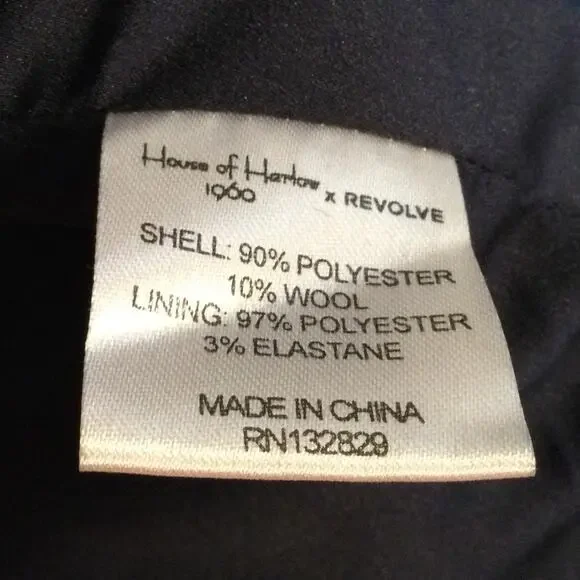 House of Harlow
1960 x REVOLVE
SHELL: 90% POLYESTER
10% WOOL
LINING: 97% POLYESTER
3% ELASTANE
MADE IN CHINA
RN132829